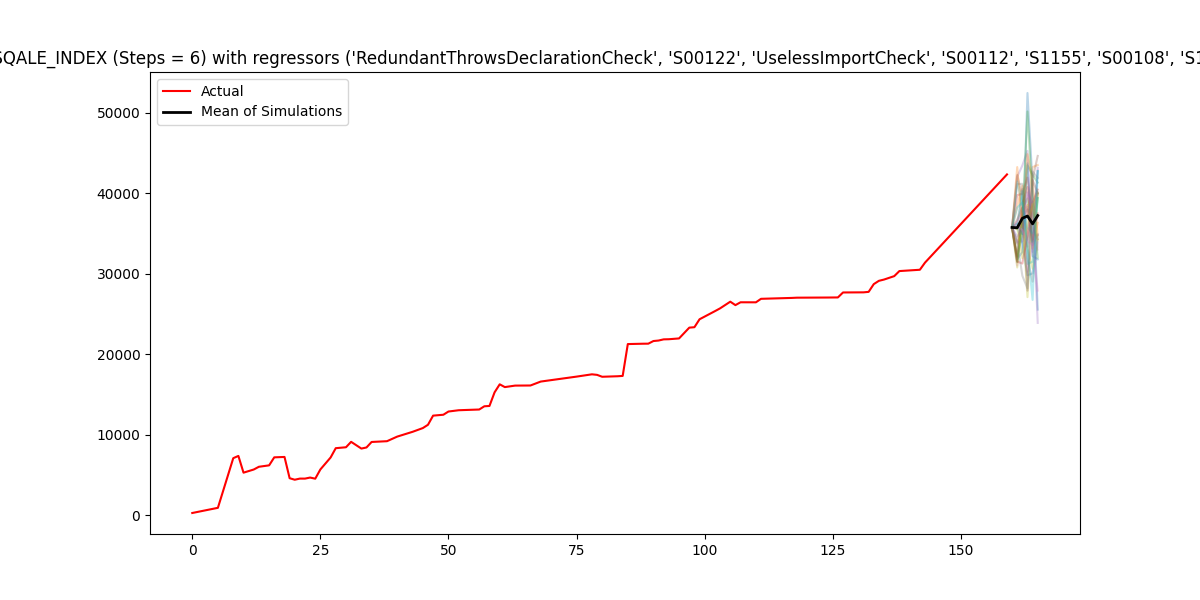 SQALE_INDEX (Steps = 6) with regressors ('RedundantThrowsDeclarationCheck', 'S00122', 'UselessImportCheck', 'S00112', 'S1155', 'S00108', 'S1
Actual
Mean of Simulations
50000
40000
30000
20000
10000
0
0 25 50 75 100 125 150